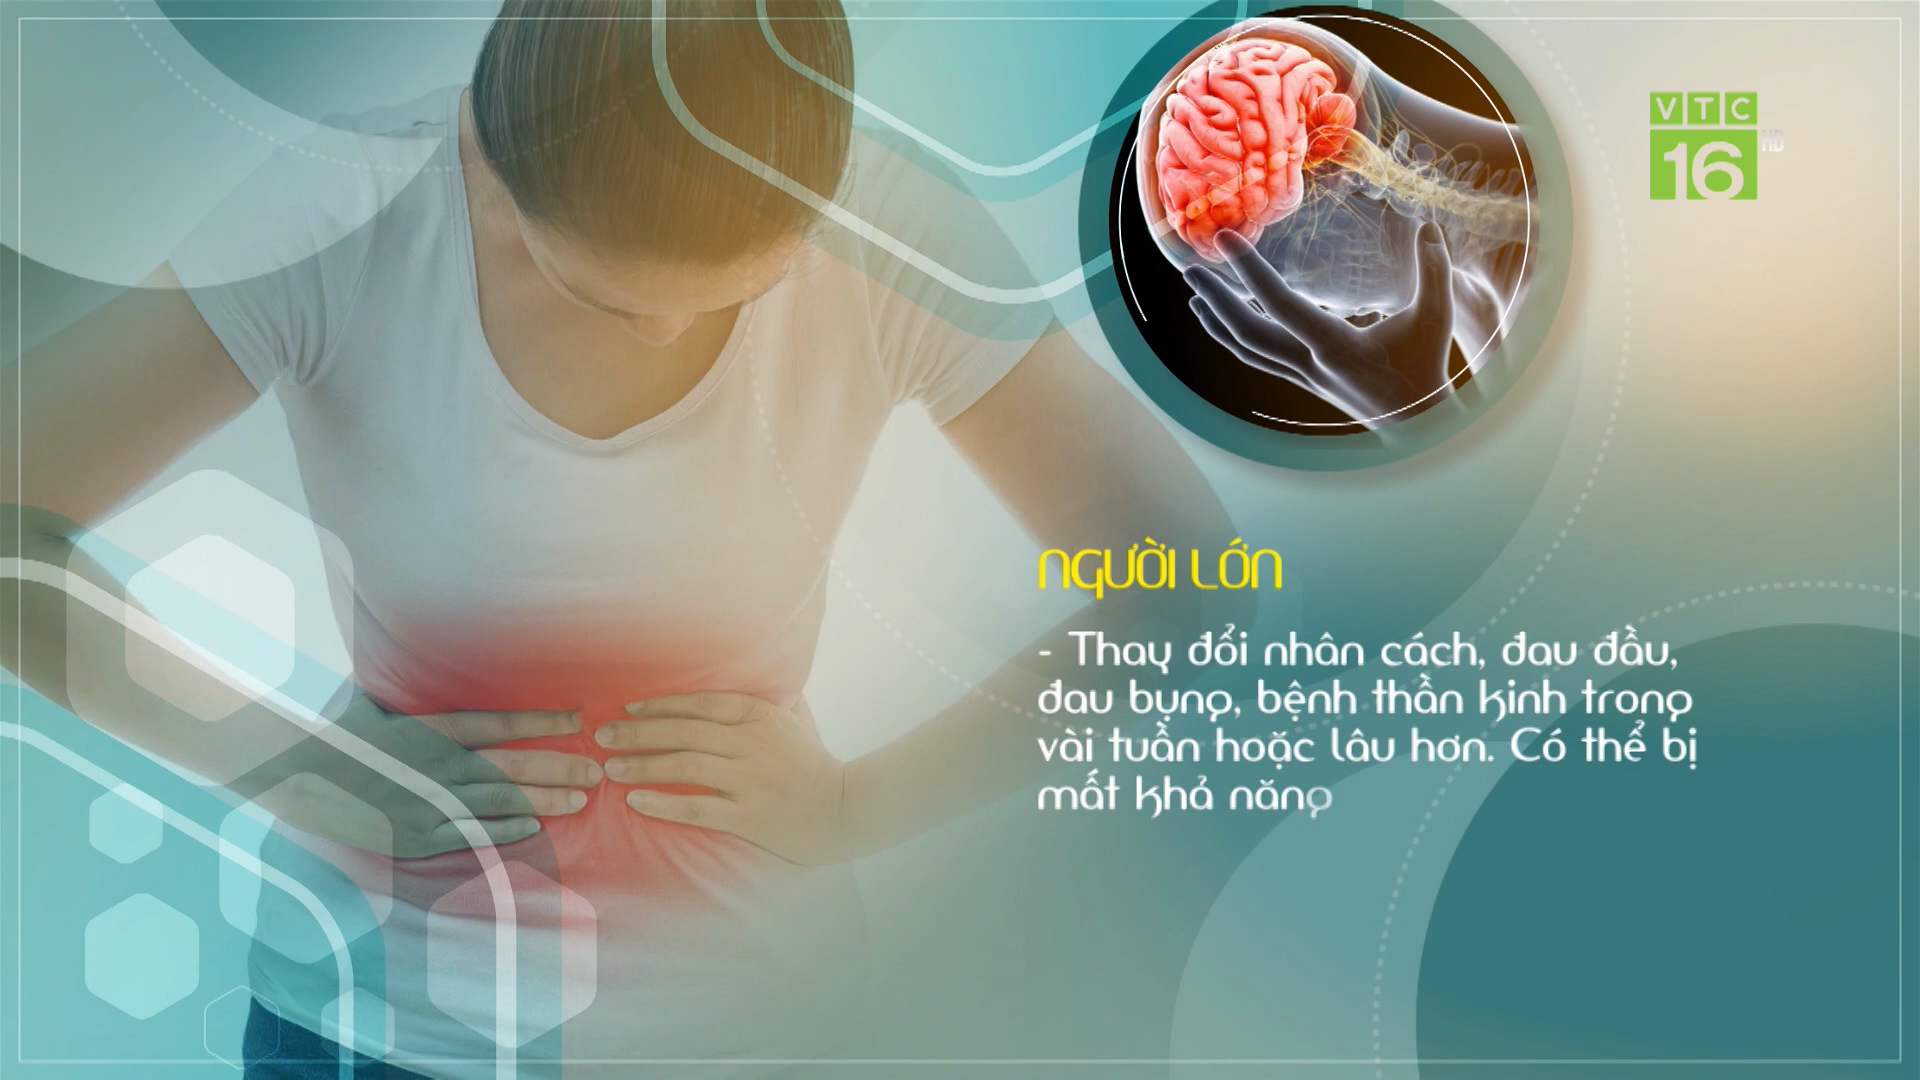 VTC
16 HD
NGƯỜI LỚN
- Thay đổi nhân cách, đau đầu,
đau bụng, bệnh thần kinh trong
vài tuần hoặc lâu hơn. Có thể bị
mất khả năng